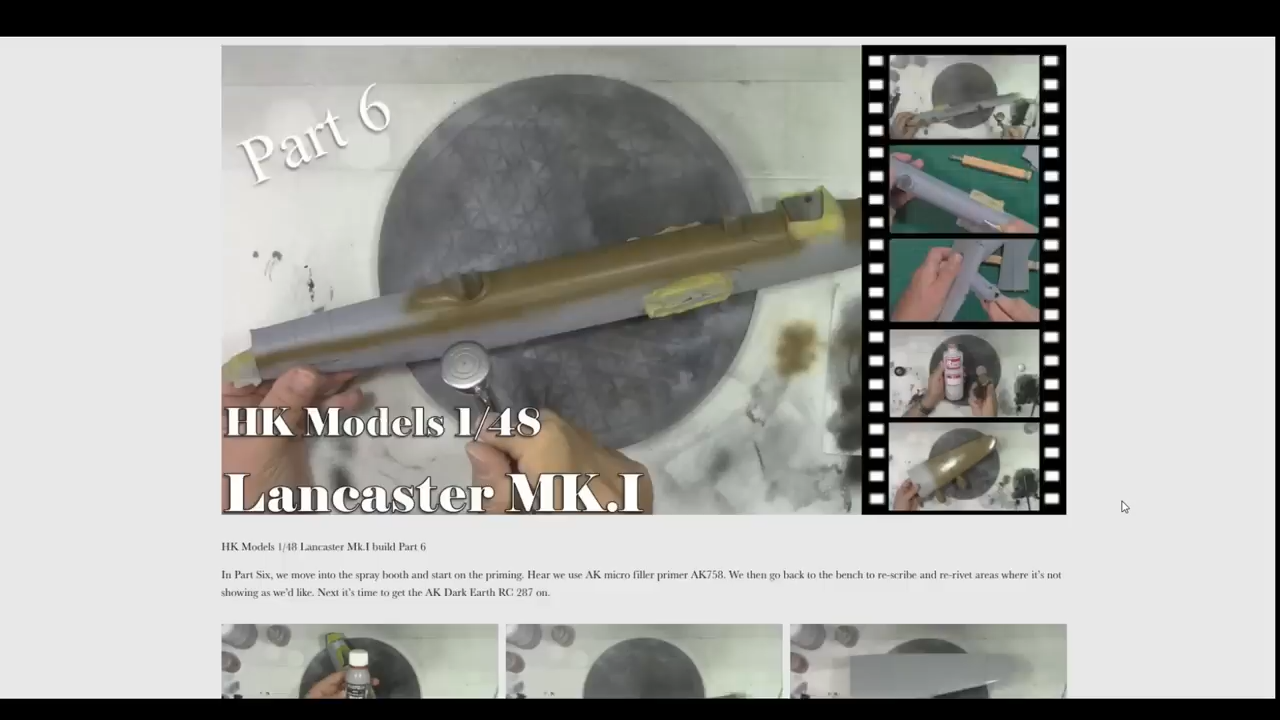 Part 6
HK Models 1/48
Lancaster MK.I
HK Models 1/48 Lancaster Mk.I build Part 6
In Part Six, we move into the spray booth and start on the priming. Hear we use AK micro filler primer AK758. We then go back to the bench to re-scribe and re-rivet areas where it's not
showing as we'd like. Next it's time to get the AK Dark Earth RC 287 on.